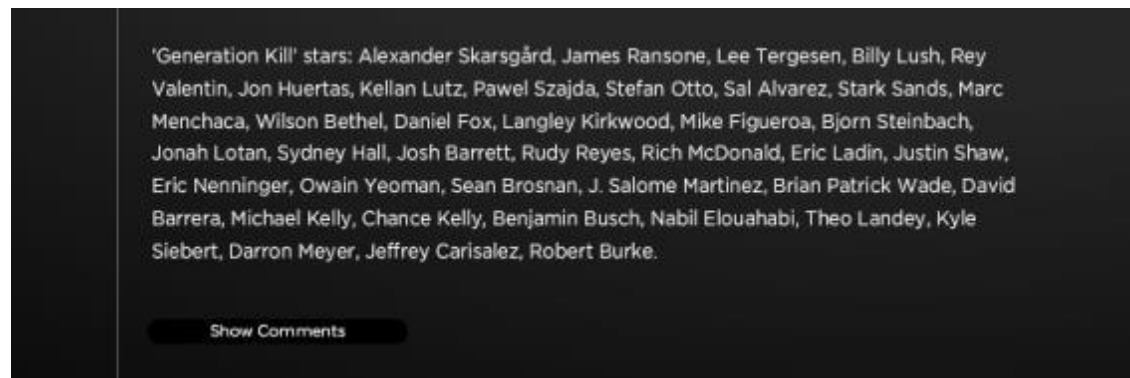 'Generation Kill' stars: Alexander Skarsgård, James Ransone, Lee Tergesen, Billy Lush, Rey
Valentin, Jon Huertas, Kellan Lutz, Pawel Szajda, Stefan Otto, Sal Alvarez, Stark Sands, Marc
Menchaca, Wilson Bethel, Daniel Fox, Langley Kirkwood, Mike Figueroa, Bjorn Steinbach,
Jonah Lotan, Sydney Hall, Josh Barrett, Rudy Reyes, Rich McDonald, Eric Ladin, Justin Shaw,
Eric Nenninger, Owain Yeoman, Sean Brosnan, J. Salome Martinez, Brian Patrick Wade, David
Barrera, Michael Kelly, Chance Kelly, Benjamin Busch, Nabil Elouahabi, Theo Landey, Kyle
Siebert, Darron Meyer, Jeffrey Carisalez, Robert Burke.
Show Comments